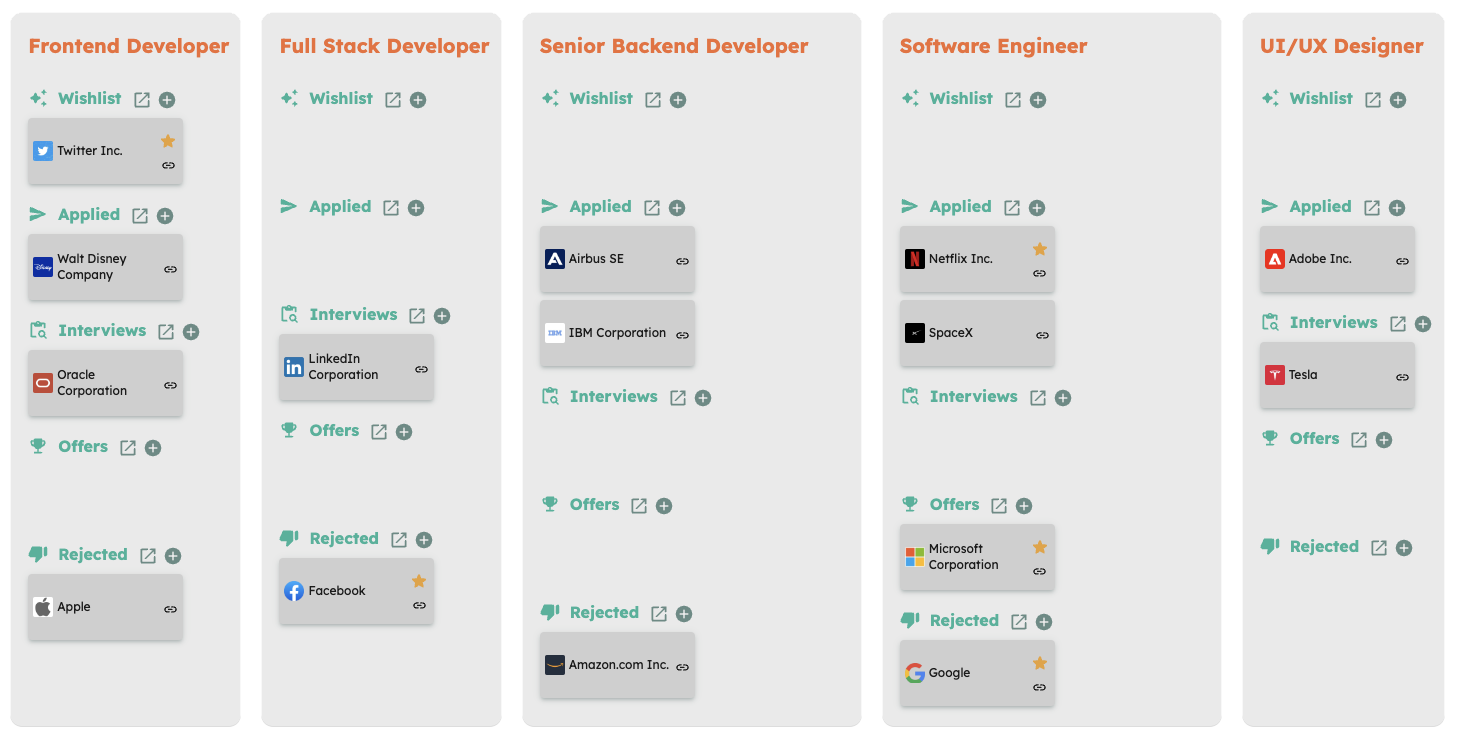 Frontend Developer
Wishlist
Twitter Inc.
Applied
Disney
Walt Disney
Company
Interviews
Oracle
Corporation
Offers
Rejected
Apple
Full Stack Developer
Wishlist
Applied
Interviews
in
LinkedIn
Corporation
Offers
Rejected
Facebook
Senior Backend Developer
Wishlist
Applied
Airbus SE
IBM
IBM Corporation
Interviews
Offers
Rejected
Amazon.com Inc.
Software Engineer
Wishlist
Applied
Netflix Inc.
SpaceX
Interviews
Offers
Microsoft
Corporation
Rejected
Google
UI/UX Designer
Wishlist
Applied
Adobe Inc.
Interviews
Tesla
Offers
Rejected